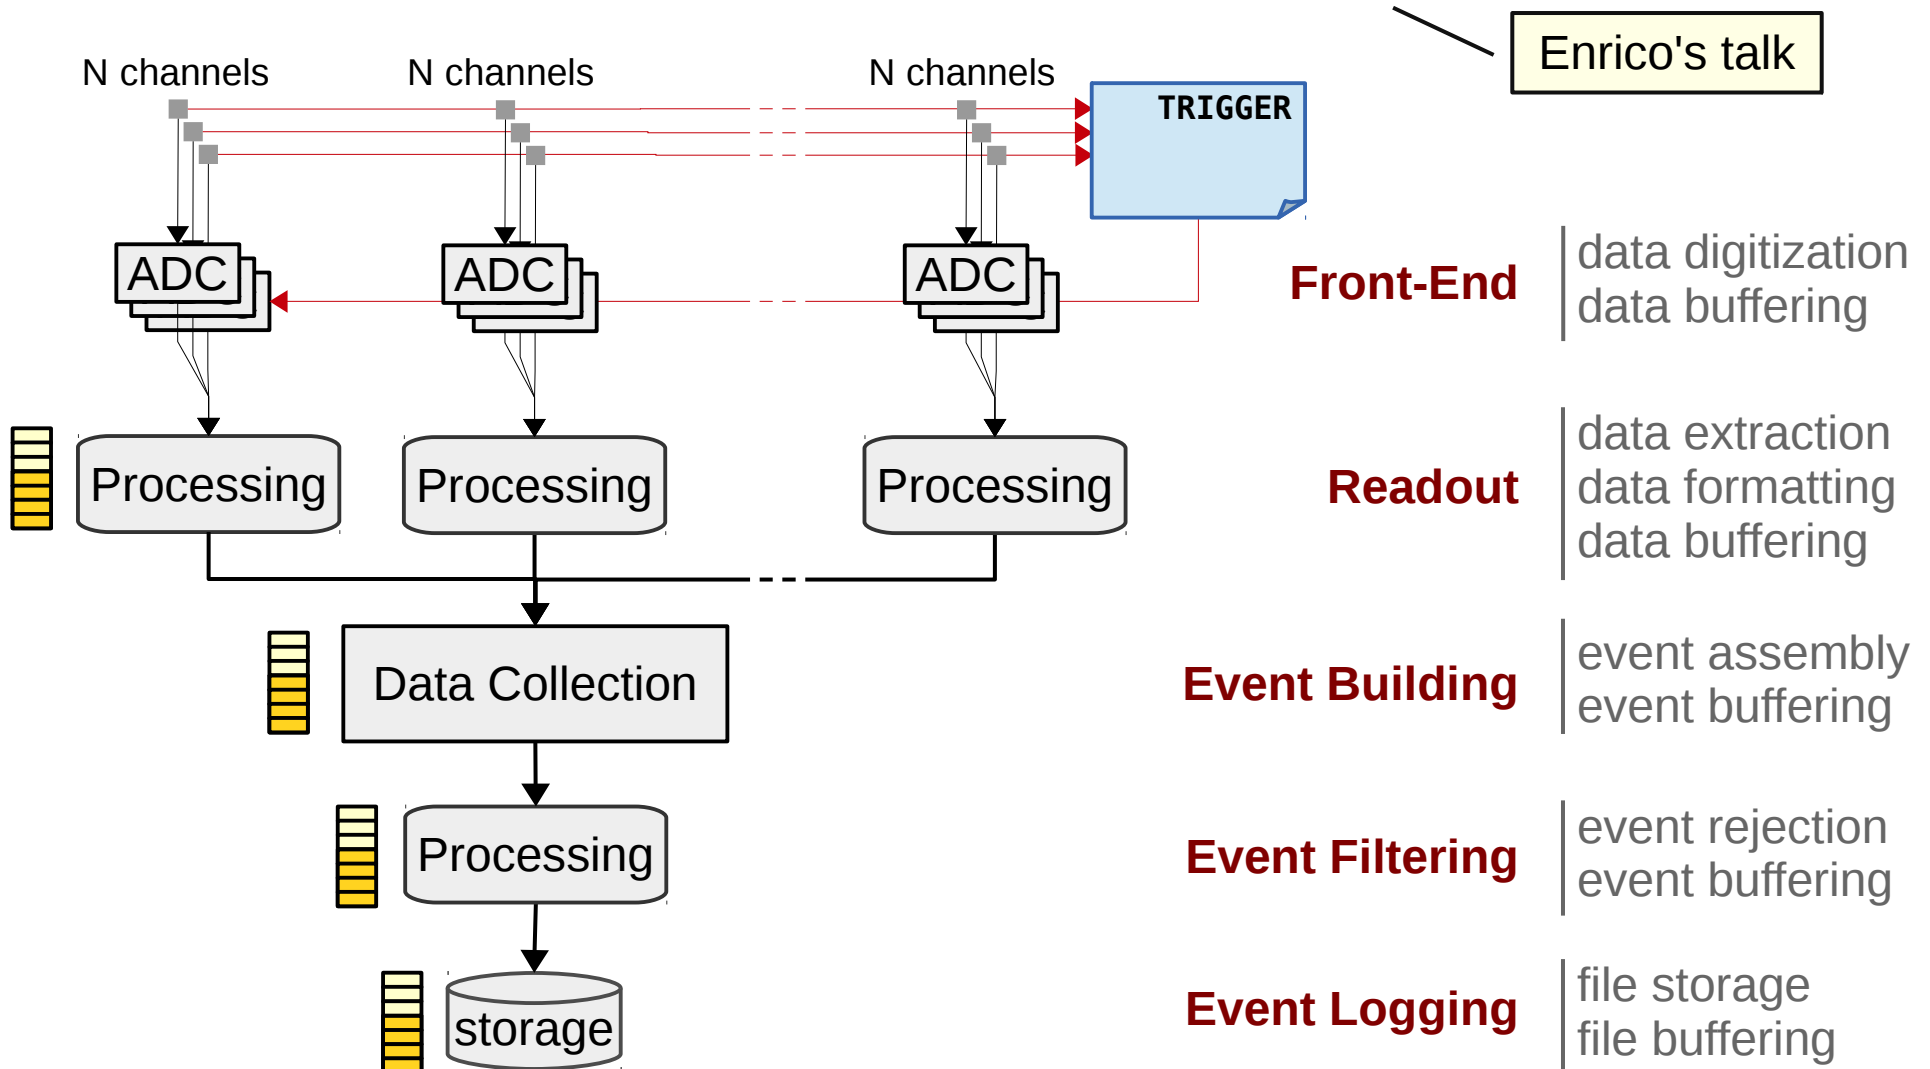 Enrico's talk
N channels
N channels
N channels
TRIGGER
ADC
ADC
ADC
Front-End
data digitization
data buffering
Processing
Processing
Processing
Readout
data extraction
data formatting
data buffering
Data Collection
Event Building
event assembly
event buffering
Processing
Event Filtering
event rejection
event buffering
storage
Event Logging
file storage
file buffering